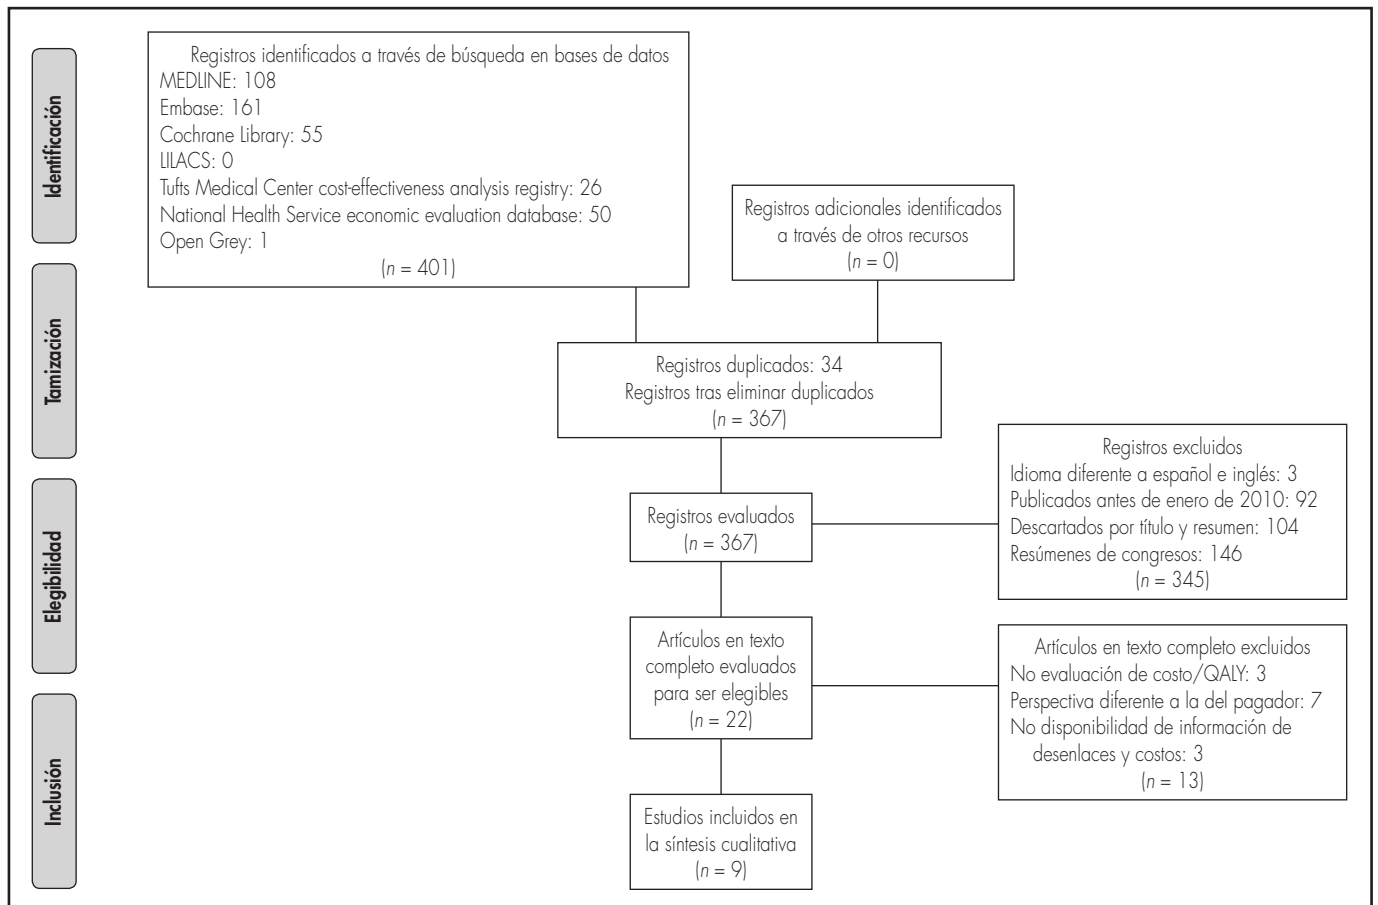 Identificación
Registros identificados a través de búsqueda en bases de datos
MEDLINE: 108
Embase: 161
Cochrane Library: 55
LILACS: 0
Tufts Medical Center cost-effectiveness analysis registry: 26
National Health Service economic evaluation database: 50
Open Grey: 1
(n = 401)
Registros adicionales identificados
a través de otros recursos
(n = 0)
Tamización
Registros duplicados: 34
Registros tras eliminar duplicados
(n = 367)
Registros evaluados
(n = 367)
Registros excluidos
Idioma diferente a español e inglés: 3
Publicados antes de enero de 2010: 92
Descartados por título y resumen: 104
Resúmenes de congresos: 146
(n = 345)
Elegibilidad
Artículos en texto
completo evaluados
para ser elegibles
(n = 22)
Artículos en texto completo excluidos
No evaluación de costo/QALY: 3
Perspectiva diferente a la del pagador: 7
No disponibilidad de información de
desenlaces y costos: 3
(n = 13)
Inclusión
Estudios incluidos en
la síntesis cualitativa
(n = 9)